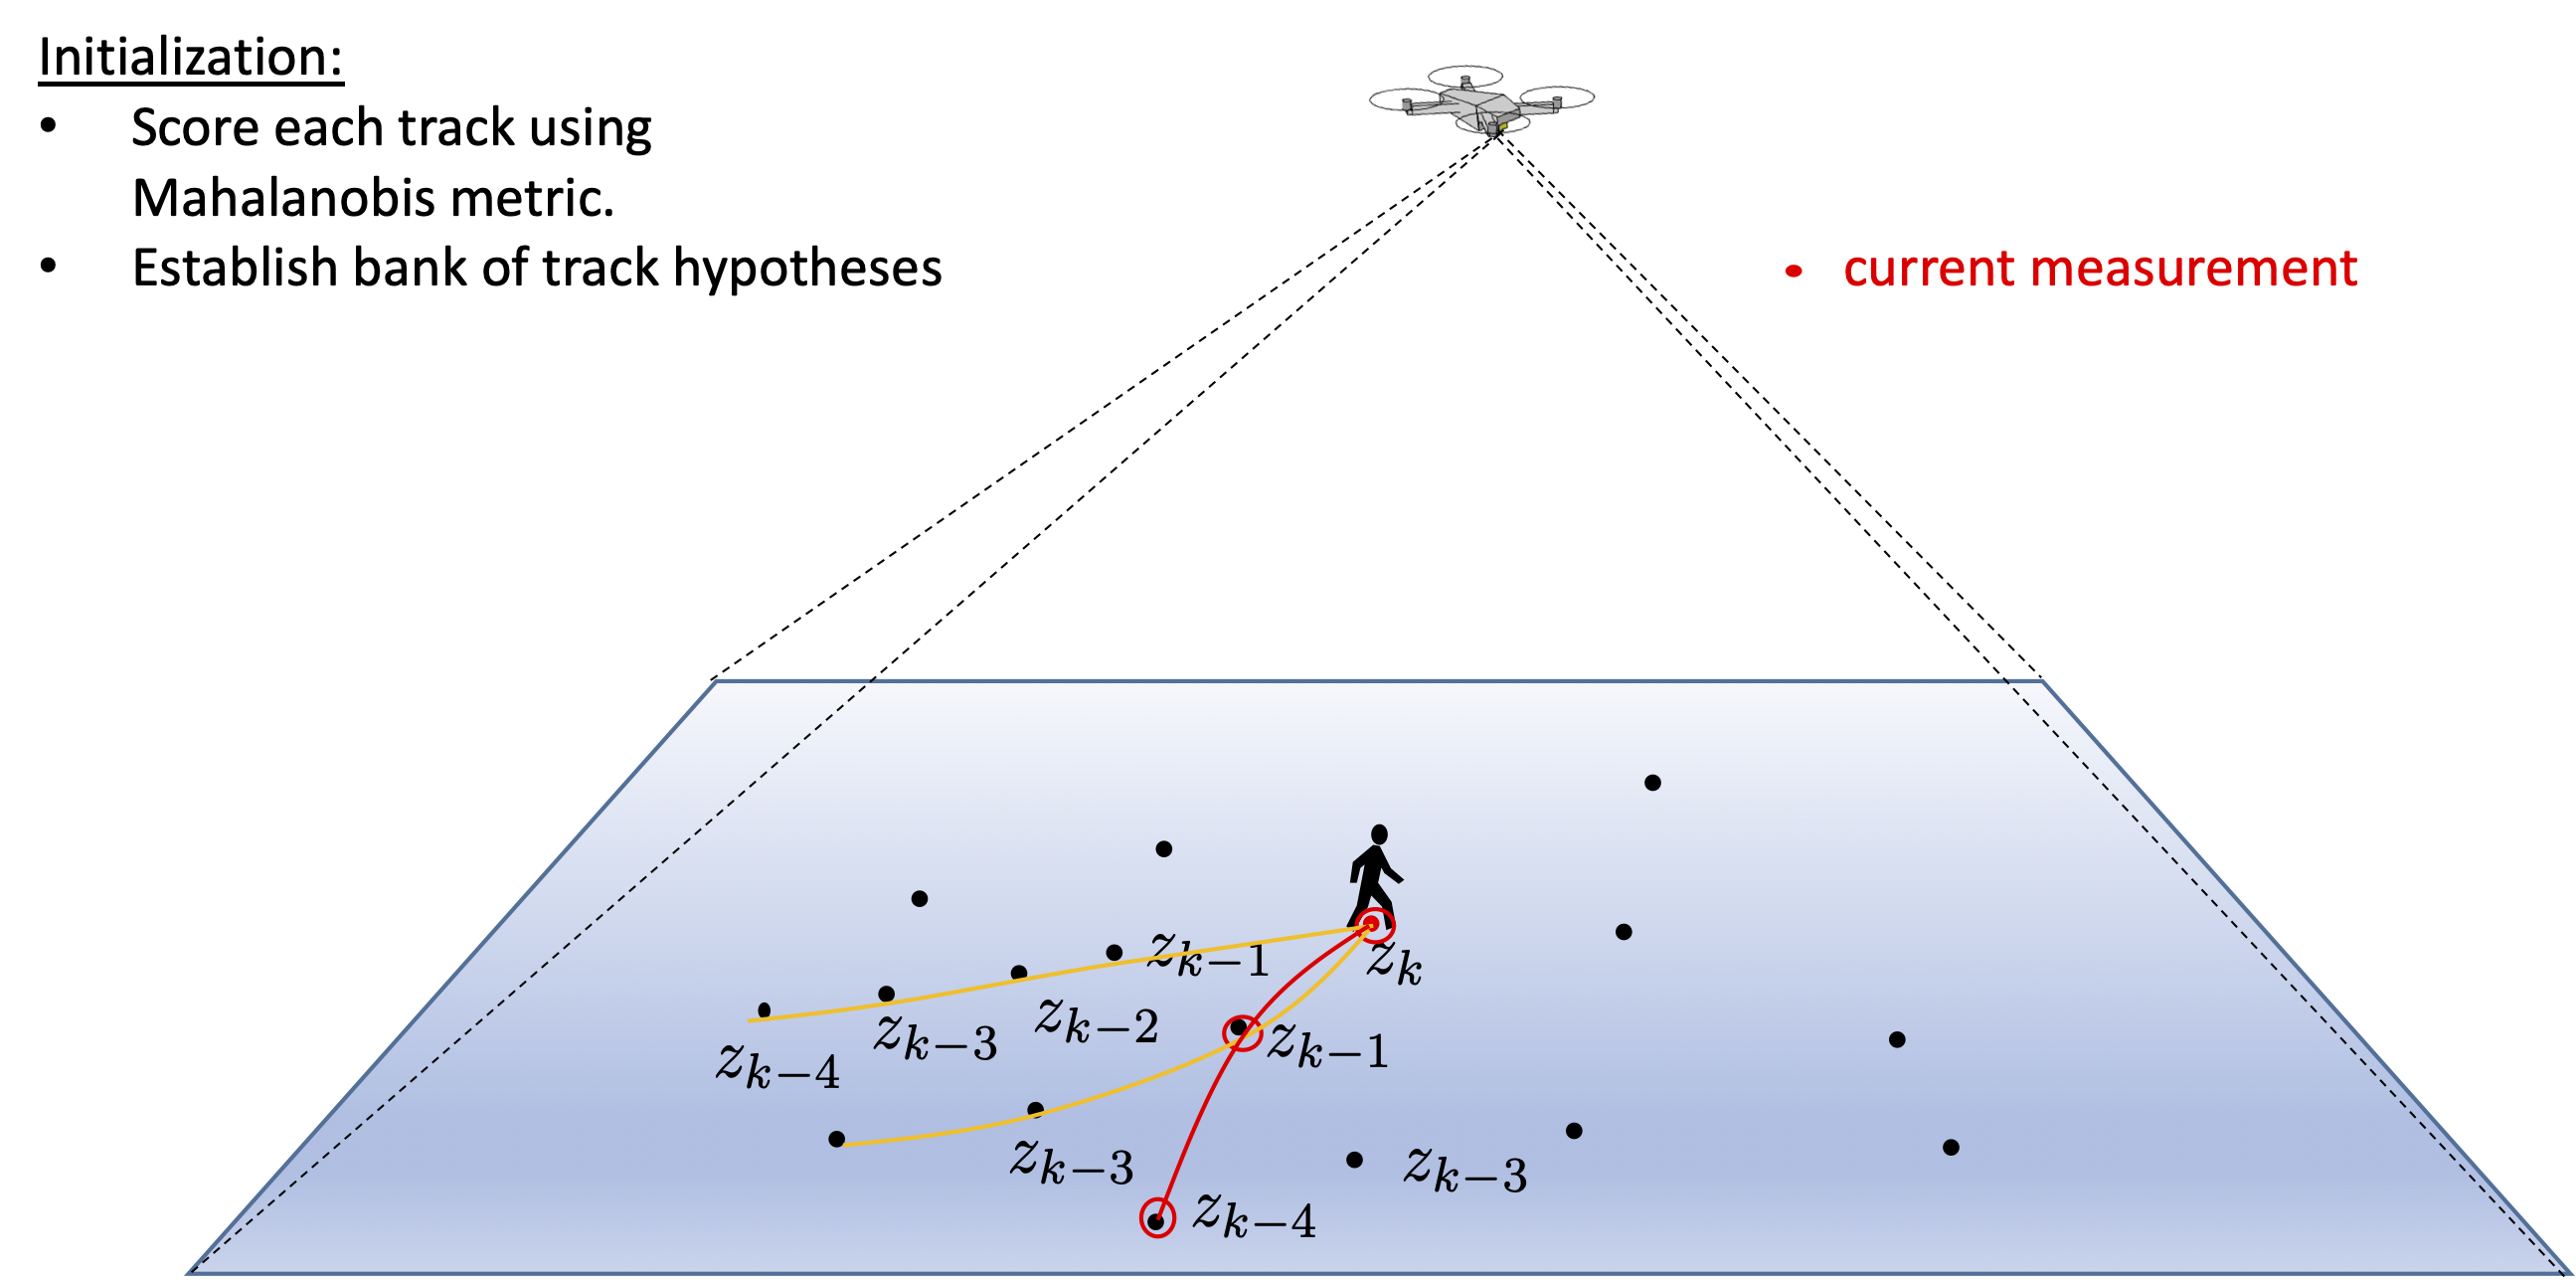 Initialization:
• Score each track using
Mahalanobis metric.
• Establish bank of track hypotheses
• current measurement
z_{k-1}
z_k
z_{k-2}
z_{k-3}
z_{k-1}
z_{k-4}
z_{k-3}
z_{k-3}
z_{k-4}